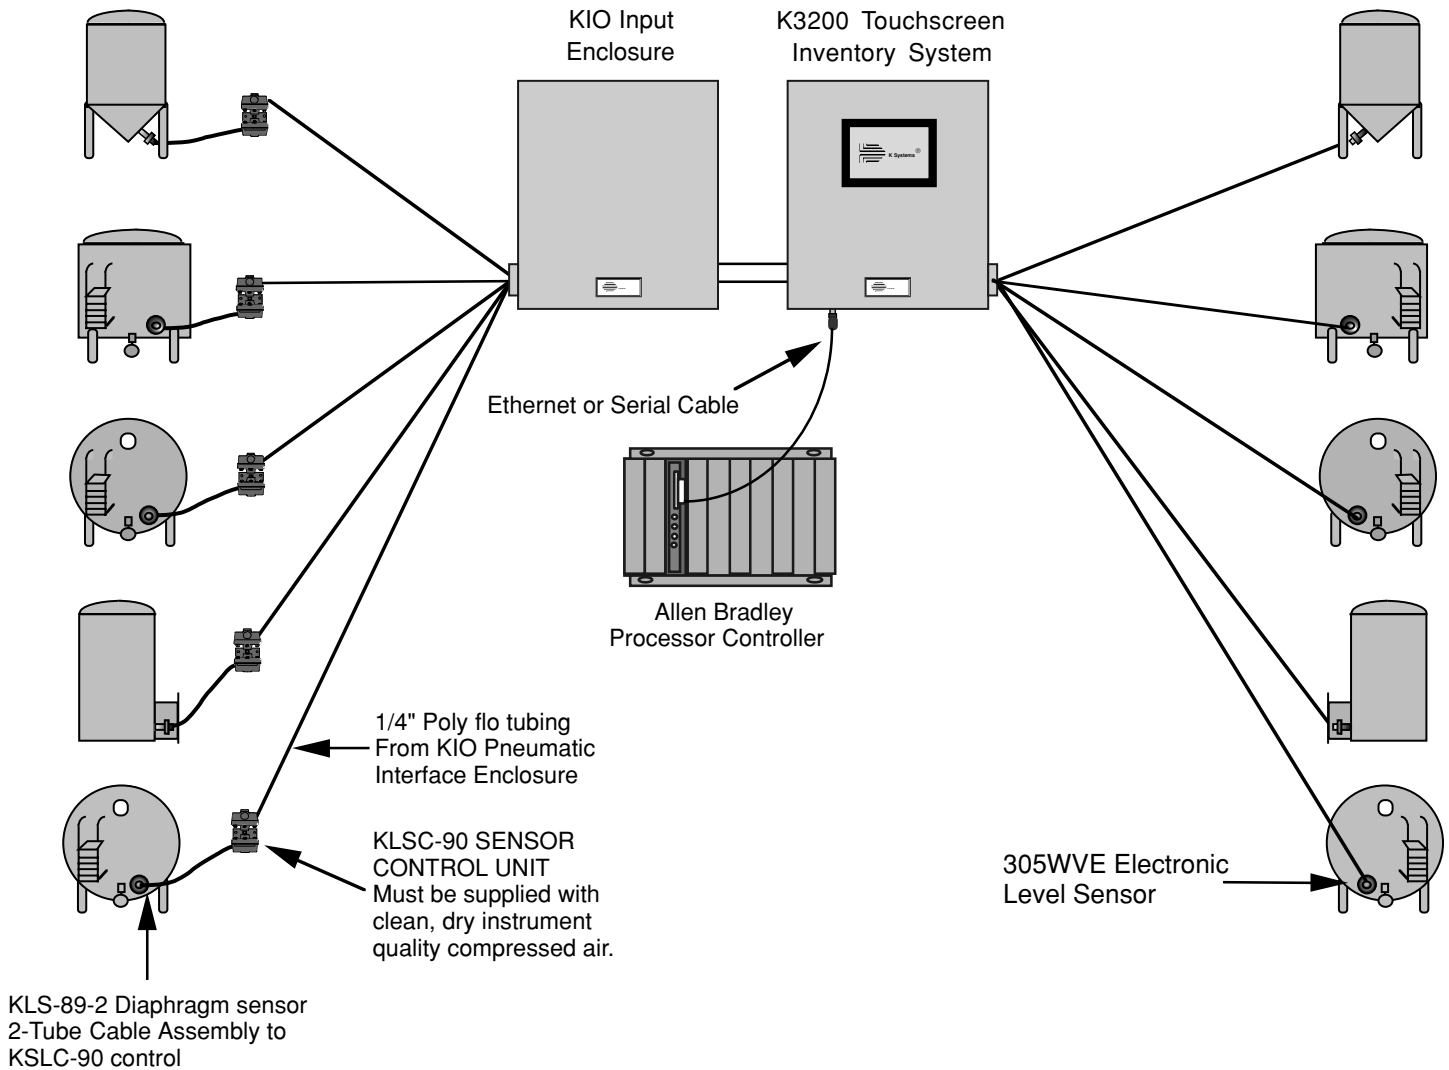 KIO Input
Enclosure
K3200 Touchscreen
Inventory System
K Systems ®
Ethernet or Serial Cable
Allen Bradley
Processor Controller
1/4" Poly flo tubing
From KIO Pneumatic
Interface Enclosure
KLSC-90 SENSOR
CONTROL UNIT
Must be supplied with
clean, dry instrument
quality compressed air.
305WVE Electronic
Level Sensor
KLS-89-2 Diaphragm sensor
2-Tube Cable Assembly to
KSLC-90 control